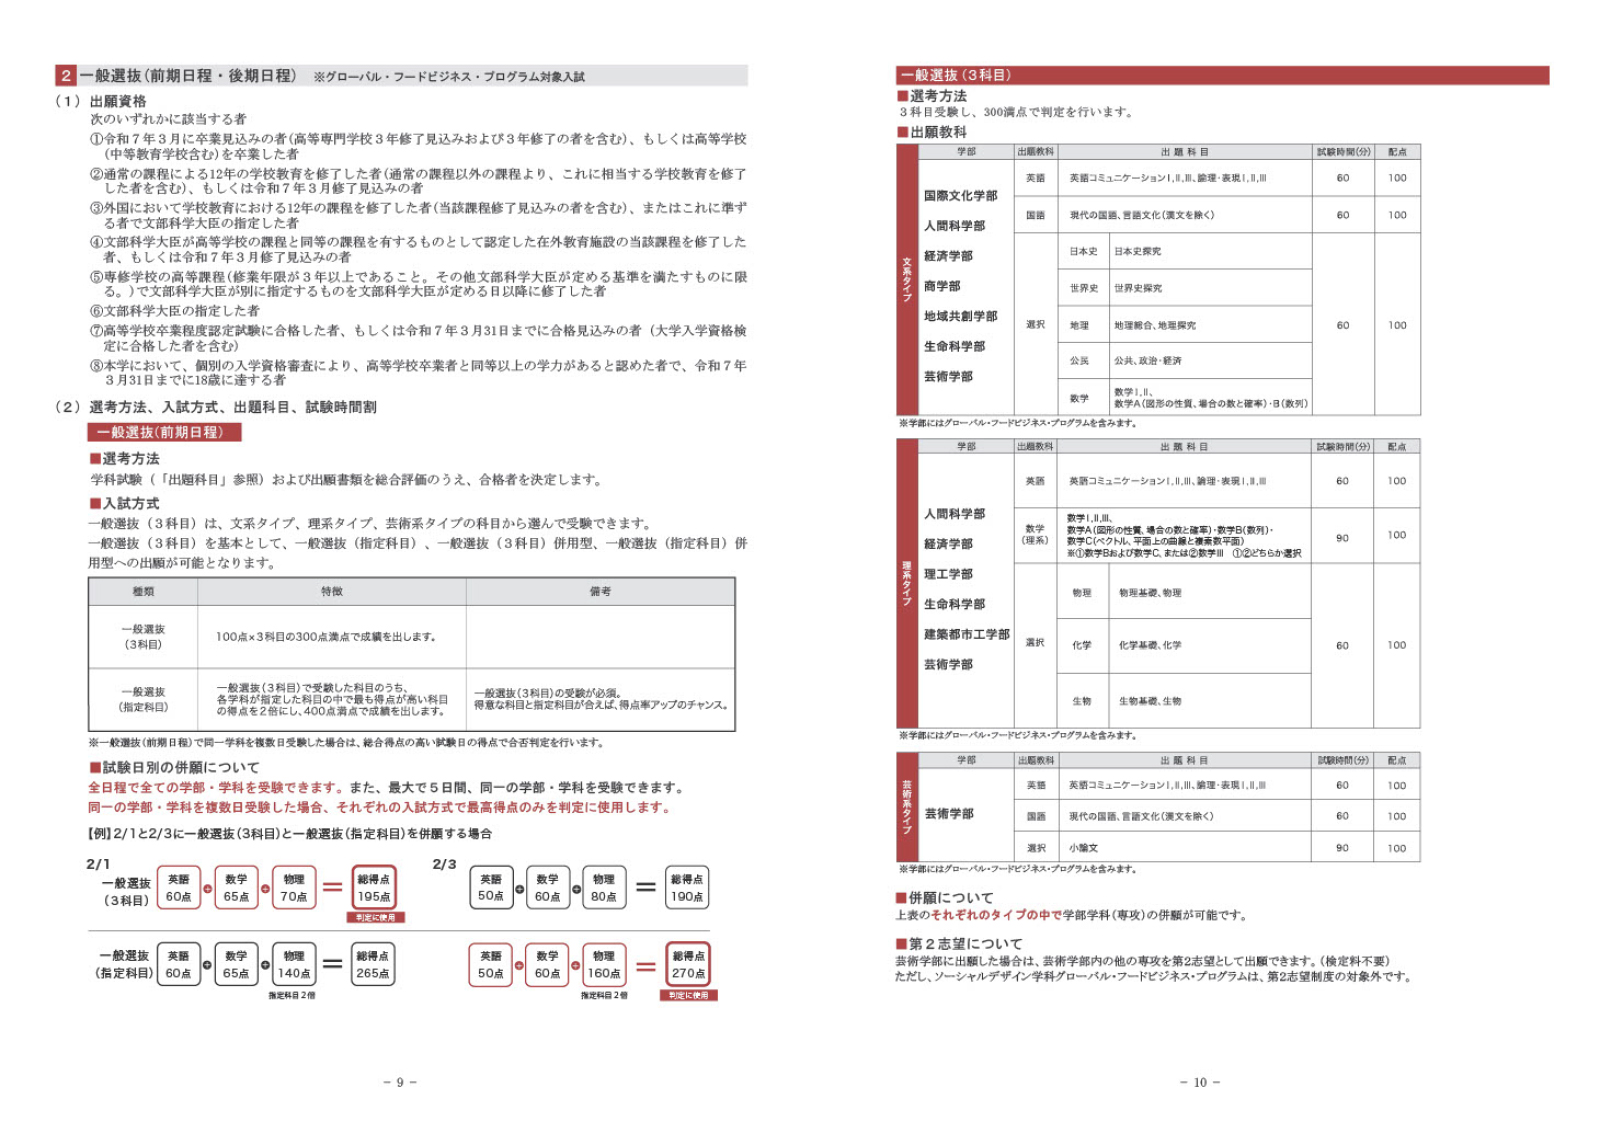 2 一般選抜(前期日程・後期日程) ※グローバル・フードビジネス・プログラム対象入試
(1)出願資格
次のいずれかに該当する者
①令和7年3月に卒業見込みの者(高等専門学校3年修了見込みおよび3年修了の者を含む)、もしくは高等学校
(中等教育学校含む)を卒業した者
②通常の課程による12年の学校教育を修了した者(通常の課程以外の課程より、これに相当する学校教育を修了
した者を含む)、もしくは令和7年3月修了見込みの者
③外国において学校教育における12年の課程を修了した者(当該課程修了見込みの者を含む)、またはこれに準ず
る者で文部科学大臣の指定した者
④文部科学大臣が高等学校の課程と同等の課程を有するものとして認定した在外教育施設の当該課程を修了した
者、もしくは令和7年3月修了見込みの者
⑤専修学校の高等課程(修業年限が3年以上であること。その他文部科学大臣が定める基準を満たすものに限
る。)で文部科学大臣が別に指定するものを文部科学大臣が定める日以降に修了した者
⑥文部科学大臣の指定した者
⑦高等学校卒業程度認定試験に合格した者、もしくは令和7年3月31日までに合格見込みの者(大学入学資格検
定に合格した者を含む)
⑧本学において、個別の入学資格審査により、高等学校卒業者と同等以上の学力があると認めた者で、令和7年
3月31日までに18歳に達する者
(2)選考方法、入試方式、出題科目、試験時間割
一般選抜(前期日程)
■選考方法
学科試験(「出題科目」参照)および出願書類を総合評価のうえ、合格者を決定します。
■入試方式
一般選抜(3科目)は、文系タイプ、理系タイプ、芸術系タイプの科目から選んで受験できます。
一般選抜(3科目)を基本として、一般選抜(指定科目)、一般選抜(3科目)併用型、一般選抜(指定科目)併
用型への出願が可能となります。
種類 特徴 備考
一般選抜
(3科目)
100点×3科目の300点満点で成績を出します。
一般選抜
(指定科目)
一般選抜(3科目)で受験した科目のうち、
各学科が指定した科目の中で最も得点が高い科目
の得点を2倍にし、400点満点で成績を出します。
一般選抜(3科目)の受験が必須。
得意な科目と指定科目が合えば、得点率アップのチャンス。
※一般選抜(前期日程)で同一学科を複数日受験した場合は、総合得点の高い試験日の得点で合否判定を行います。
■試験日別の併願について
全日程で全ての学部・学科を受験できます。また、最大で5日間、同一の学部・学科を受験できます。
同一の学部・学科を複数日受験した場合、それぞれの入試方式で最高得点のみを判定に使用します。
【例】2/1と2/3に一般選抜(3科目)と一般選抜(指定科目)を併願する場合
2/1
一般選抜
(3科目)
英語 数学 物理 総得点
60点 + 65点 + 70点 = 195点
判定に使用
2/3
英語 数学 物理 総得点
50点 + 60点 + 80点 = 190点
一般選抜
(指定科目)
英語 数学 物理 総得点
60点 + 65点 + 140点 = 265点
指定科目2倍
英語 数学 物理 総得点
50点 + 60点 + 160点 = 270点
指定科目2倍 判定に使用
− 9 −
一般選抜(3科目)
■選考方法
3科目受験し、300満点で判定を行います。
■出願教科
学部 出題教科 出題科目 試験時間(分) 配点
文系タイプ
国際文化学部
人間科学部
経済学部
商学部
地域共創学部
生命科学部
芸術学部
英語 英語コミュニケーションⅠ,Ⅱ,Ⅲ、論理・表現Ⅰ,Ⅱ,Ⅲ 60 100
国語 現代の国語、言語文化(漢文を除く) 60 100
選択
日本史 日本史探究
世界史 世界史探究
地理 地理総合、地理探究
公民 公共、政治・経済
数学 数学Ⅰ,Ⅱ、
数学A(図形の性質、場合の数と確率)・B(数列)
60 100
※学部にはグローバル・フードビジネス・プログラムを含みます。
学部 出題教科 出題科目 試験時間(分) 配点
理系タイプ
人間科学部
経済学部
理工学部
生命科学部
建築都市工学部
芸術学部
英語 英語コミュニケーションⅠ,Ⅱ,Ⅲ、論理・表現Ⅰ,Ⅱ,Ⅲ 60 100
数学
(理系)
数学Ⅰ,Ⅱ,Ⅲ、
数学A(図形の性質、場合の数と確率)・数学B(数列)・
数学C(ベクトル、平面上の曲線と複素数平面)
※①数学Bおよび数学C、または②数学Ⅲ ①②どちらか選択
90 100
選択
物理 物理基礎、物理
化学 化学基礎、化学
生物 生物基礎、生物
60 100
※学部にはグローバル・フードビジネス・プログラムを含みます。
学部 出題教科 出題科目 試験時間(分) 配点
芸術系タイプ
芸術学部
英語 英語コミュニケーションⅠ,Ⅱ,Ⅲ、論理・表現Ⅰ,Ⅱ,Ⅲ 60 100
国語 現代の国語、言語文化(漢文を除く) 60 100
選択 小論文 90 100
※学部にはグローバル・フードビジネス・プログラムを含みます。
■併願について
上表のそれぞれのタイプの中で学部学科(専攻)の併願が可能です。
■第2志望について
芸術学部に出願した場合は、芸術学部内の他の専攻を第2志望として出願できます。(検定料不要)
ただし、ソーシャルデザイン学科グローバル・フードビジネス・プログラムは、第2志望制度の対象外です。
− 10 −